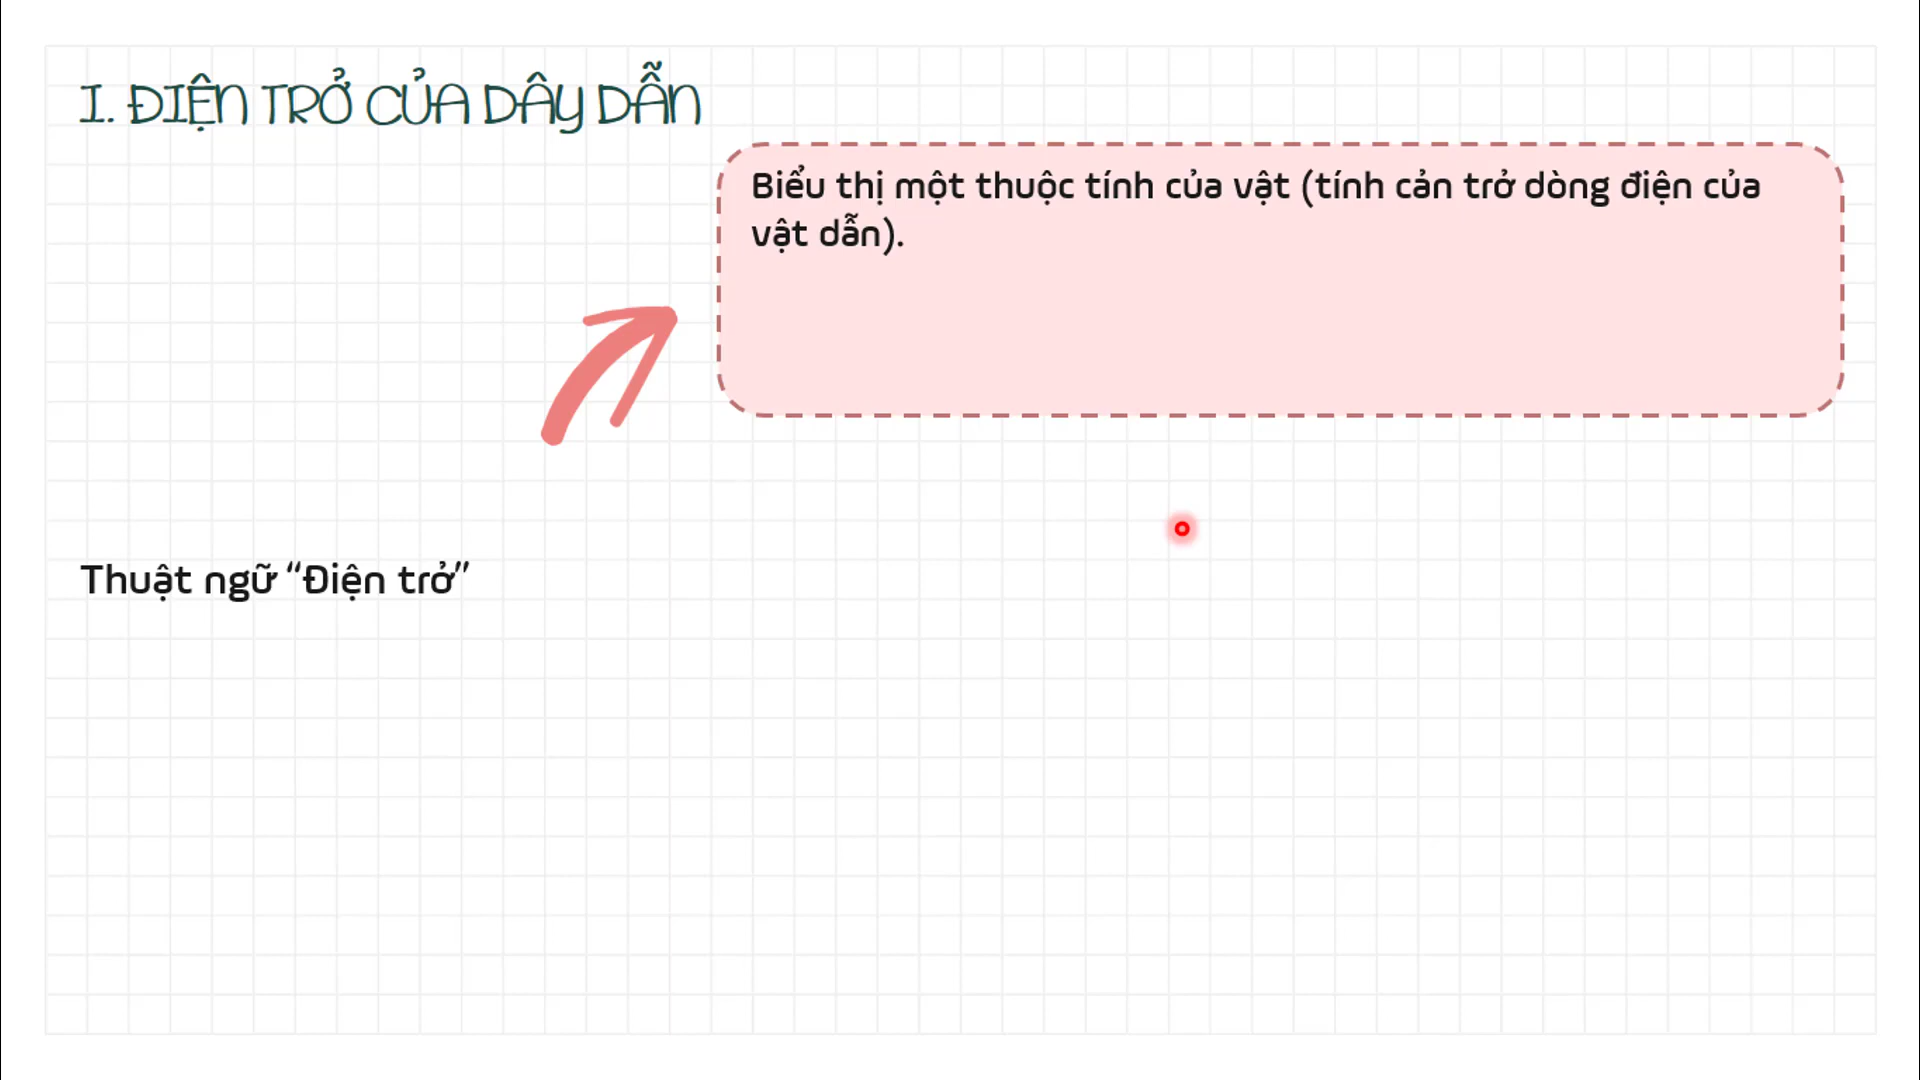 I. ĐIỆN TRỞ CỦA DÂY DẪN
Biểu thị một thuộc tính của vật (tính cản trở dòng điện của
vật dẫn).
Thuật ngữ “Điện trở”